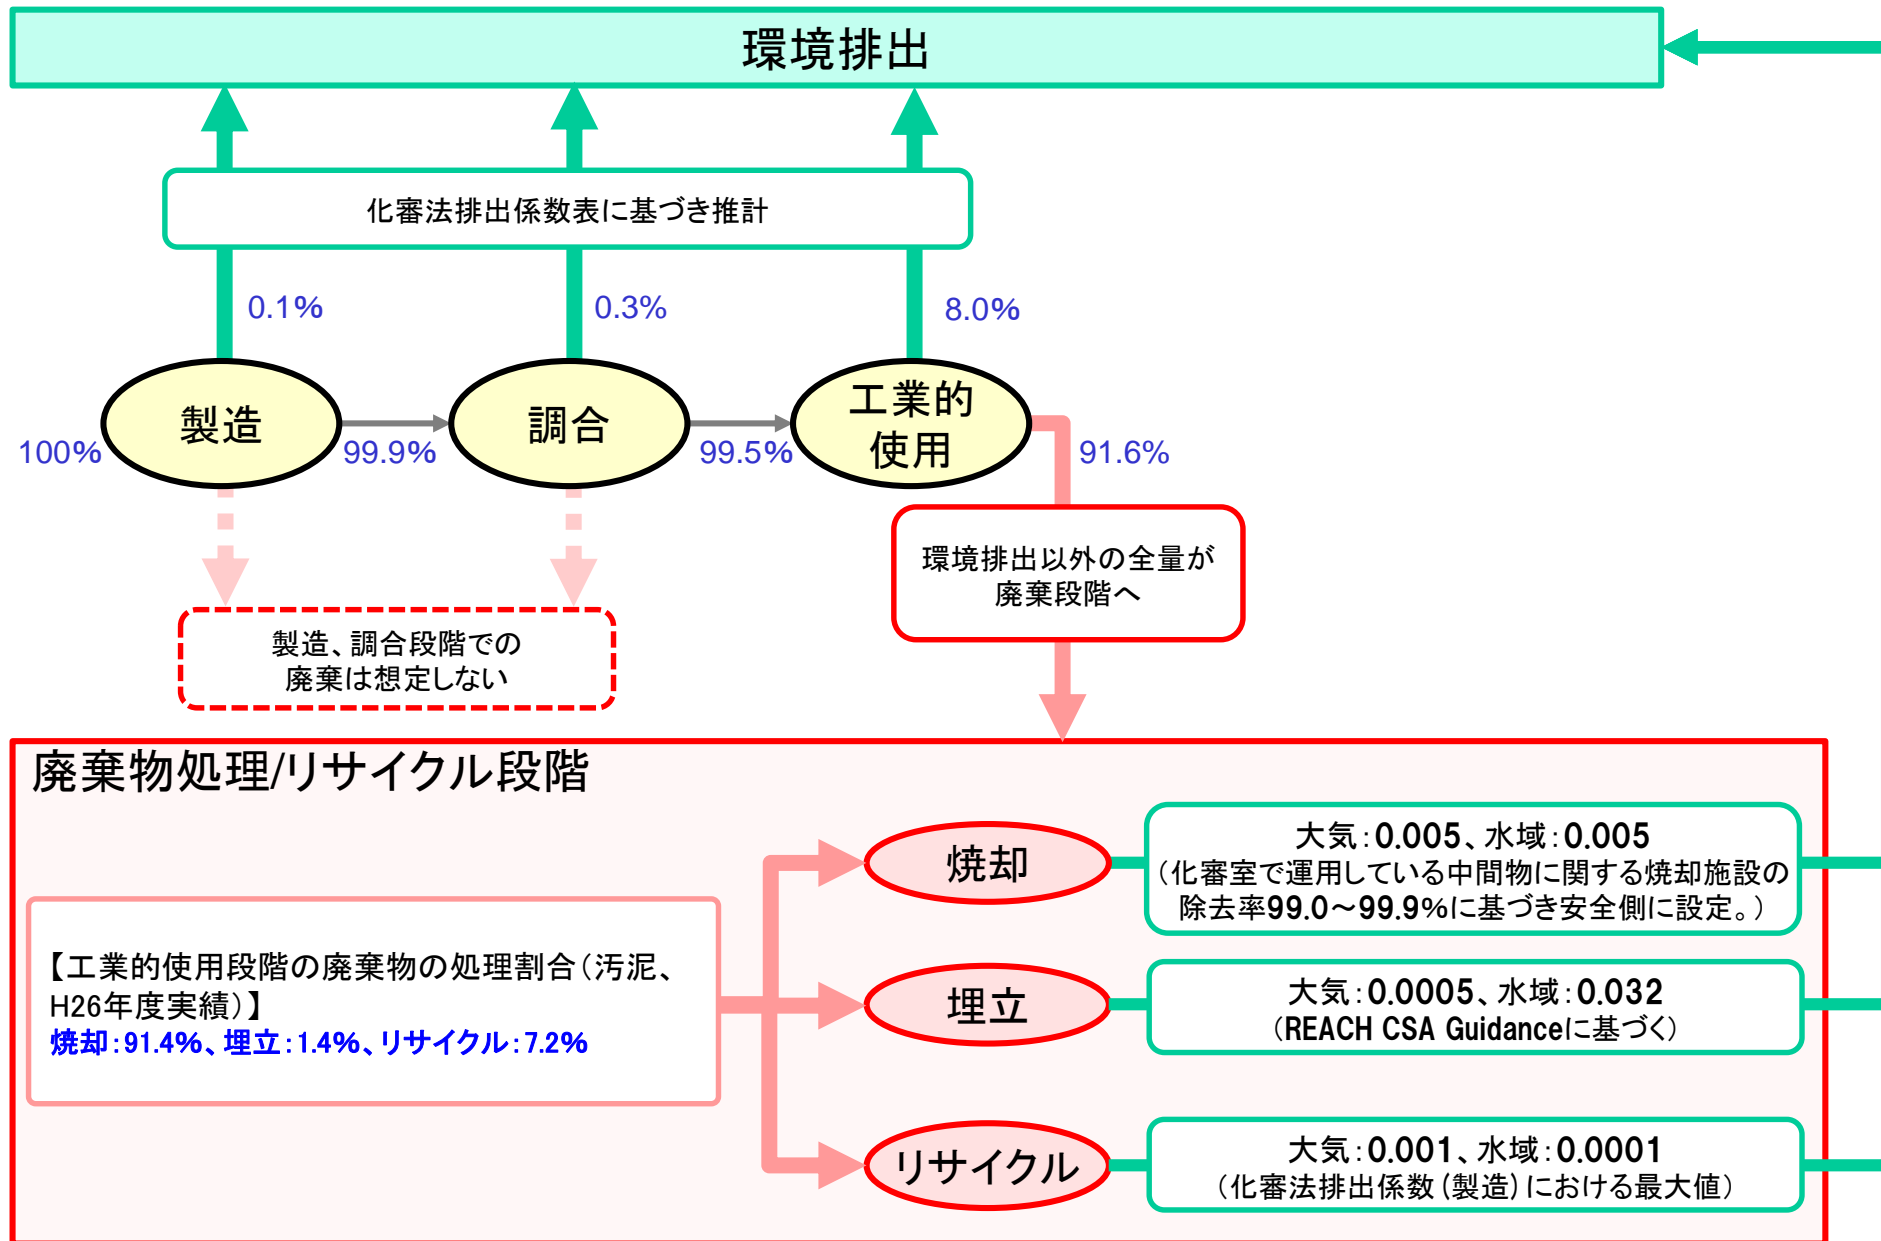 環境排出
化審法排出係数表に基づき推計
0.1%
0.3%
8.0%
製造
調合
工業的
使用
100%
99.9%
99.5%
91.6%
環境排出以外の全量が
廃棄段階へ
製造、調合段階での
廃棄は想定しない
廃棄物処理/リサイクル段階
【工業的使用段階の廃棄物の処理割合(汚泥、
H26年度実績)】
焼却:91.4%、埋立:1.4%、リサイクル:7.2%
焼却
大気:0.005、水域:0.005
(化審室で運用している中間物に関する焼却施設の
除去率99.0~99.9%に基づき安全側に設定。)
埋立
大気:0.0005、水域:0.032
(REACH CSA Guidanceに基づく)
リサイクル
大気:0.001、水域:0.0001
(化審法排出係数(製造)における最大値)